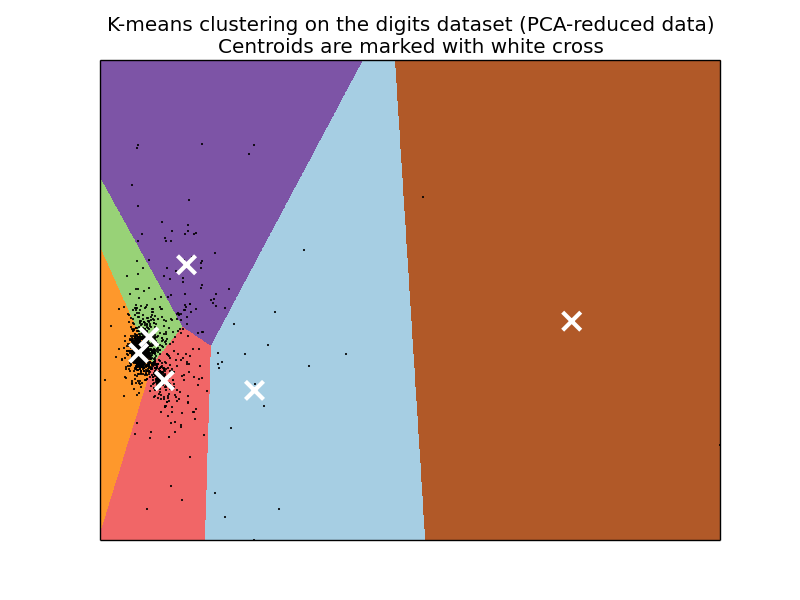 K-means clustering on the digits dataset (PCA-reduced data)
Centroids are marked with white cross